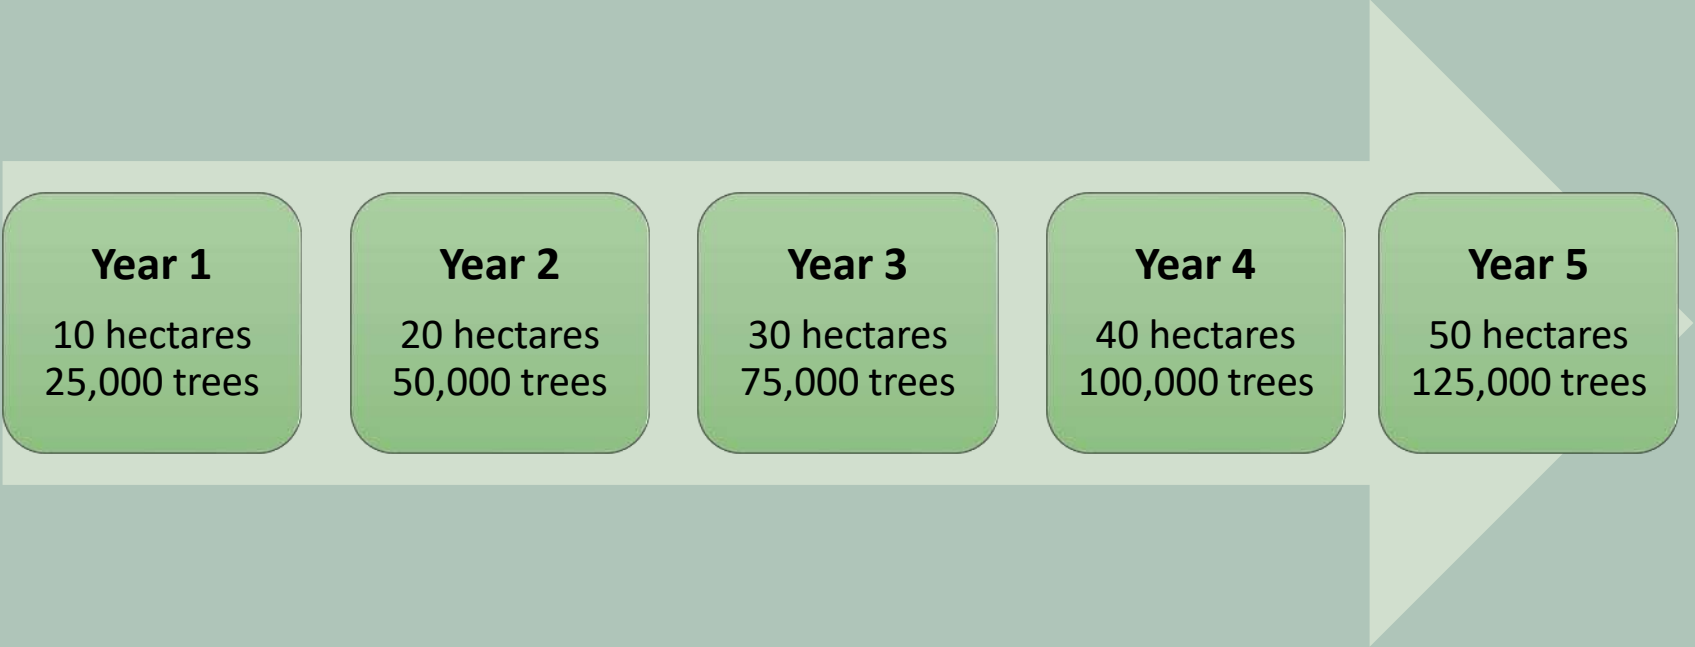 Year 1
10 hectares
25,000 trees
Year 2
20 hectares
50,000 trees
Year 3
30 hectares
75,000 trees
Year 4
40 hectares
100,000 trees
Year 5
50 hectares
125,000 trees